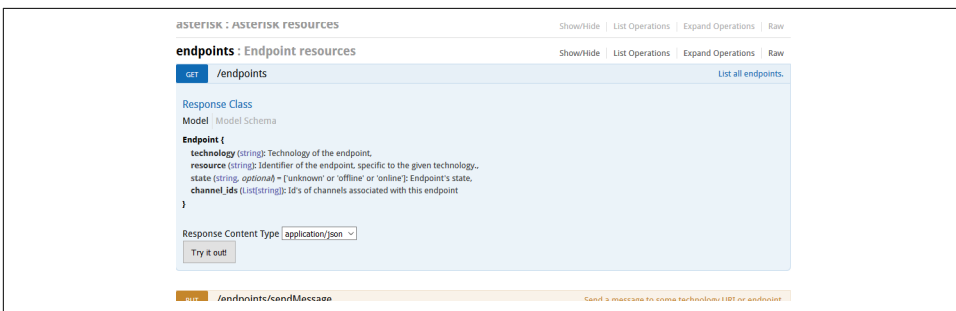 asterisk : Asterisk resources Show/Hide List Operations Expand Operations Raw
endpoints : Endpoint resources Show/Hide List Operations Expand Operations Raw
GET /endpoints List all endpoints.
Response Class
Model Model Schema
Endpoint {
technology (string): Technology of the endpoint,
resource (string): Identifier of the endpoint, specific to the given technology.,
state (string, optional) = ['unknown' or 'offline' or 'online']: Endpoint's state,
channel_ids (List[string]): Id's of channels associated with this endpoint
}
Response Content Type application/json
Try it out!
PUT /endpoints/sendMessage Send a message to some technology URI or endpoint.